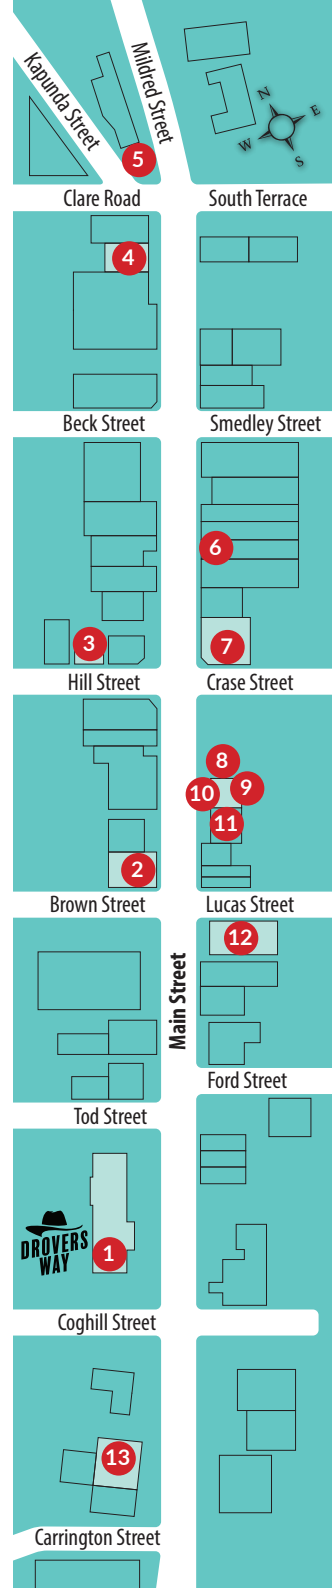 Kapunda Street
Mildred Street
N
E
W
S
5
Clare Road
South Terrace
4
Beck Street
Smedley Street
6
3
7
Hill Street
Crase Street
8
10
9
11
2
Brown Street
Lucas Street
12
Main Street
Ford Street
Tod Street
DROVERS
WAY
1
Coghill Street
13
Carrington Street